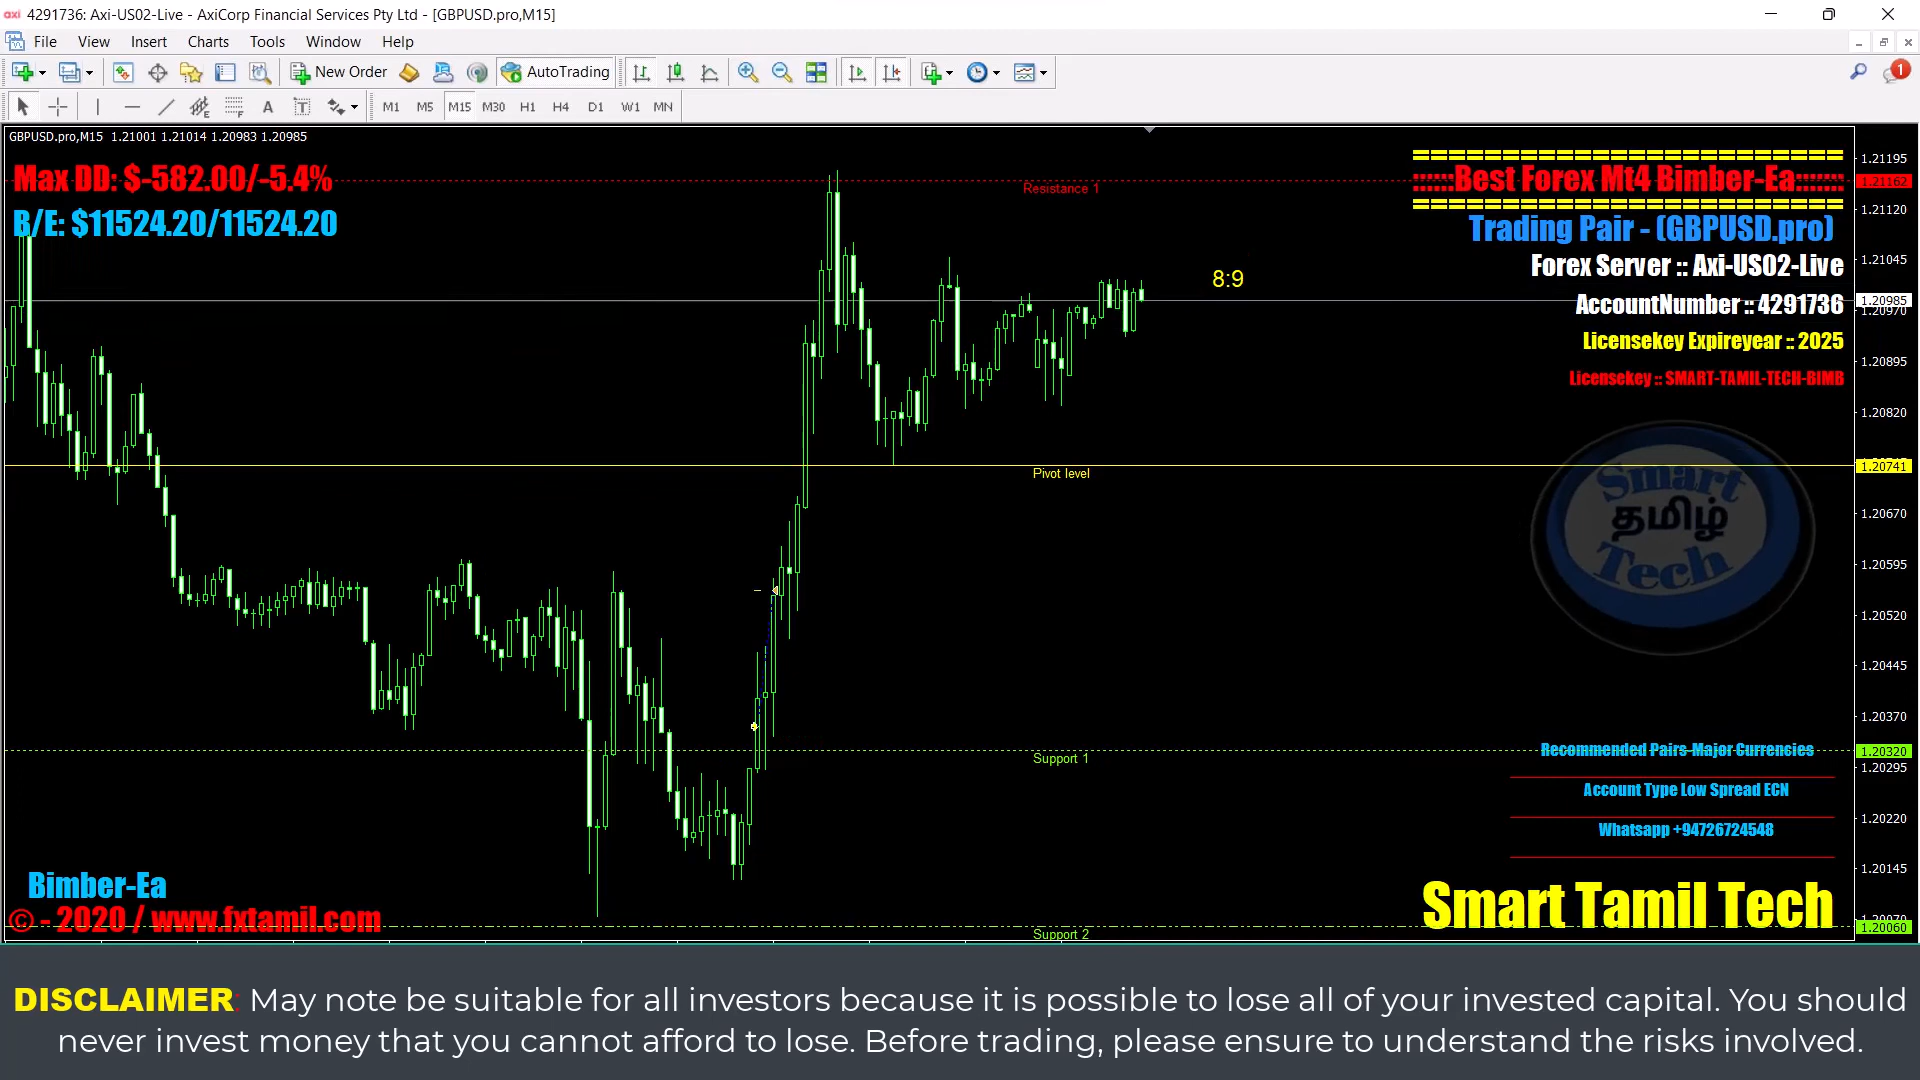 axi 4291736: Axi-US02-Live - AxiCorp Financial Services Pty Ltd - [GBPUSD.pro,M15]
File View Insert Charts Tools Window Help
New Order AutoTrading 1
A T M1 M5 M15 M30 H1 H4 D1 W1 MN
GBPUSD.pro,M15 1.21001 1.21014 1.20983 1.20985
Max DD: $-582.00/-5.4%
B/E: $11524.20/11524.20
==========================
::::::Best Forex Mt4 Bimber-Ea:::::::
==========================
Trading Pair - (GBPUSD.pro)
Forex Server :: Axi-US02-Live
AccountNumber :: 4291736
Licensekey Expireyear :: 2025
Licensekey :: SMART-TAMIL-TECH-BIMB
Resistance 1
8:9
Pivot level
Smart
தமிழ்
Tech
Support 1
Recommended Pairs-Major Currencies
Account Type Low Spread ECN
Whatsapp +94726724548
Bimber-Ea
© - 2020 / www.fxtamil.com
Smart Tamil Tech
Support 2
1.21195
1.21162
1.21120
1.21045
1.20985
1.20970
1.20895
1.20820
1.20741
1.20670
1.20595
1.20520
1.20445
1.20370
1.20320
1.20295
1.20220
1.20145
1.20070
1.20060
DISCLAIMER: May note be suitable for all investors because it is possible to lose all of your invested capital. You should
never invest money that you cannot afford to lose. Before trading, please ensure to understand the risks involved.